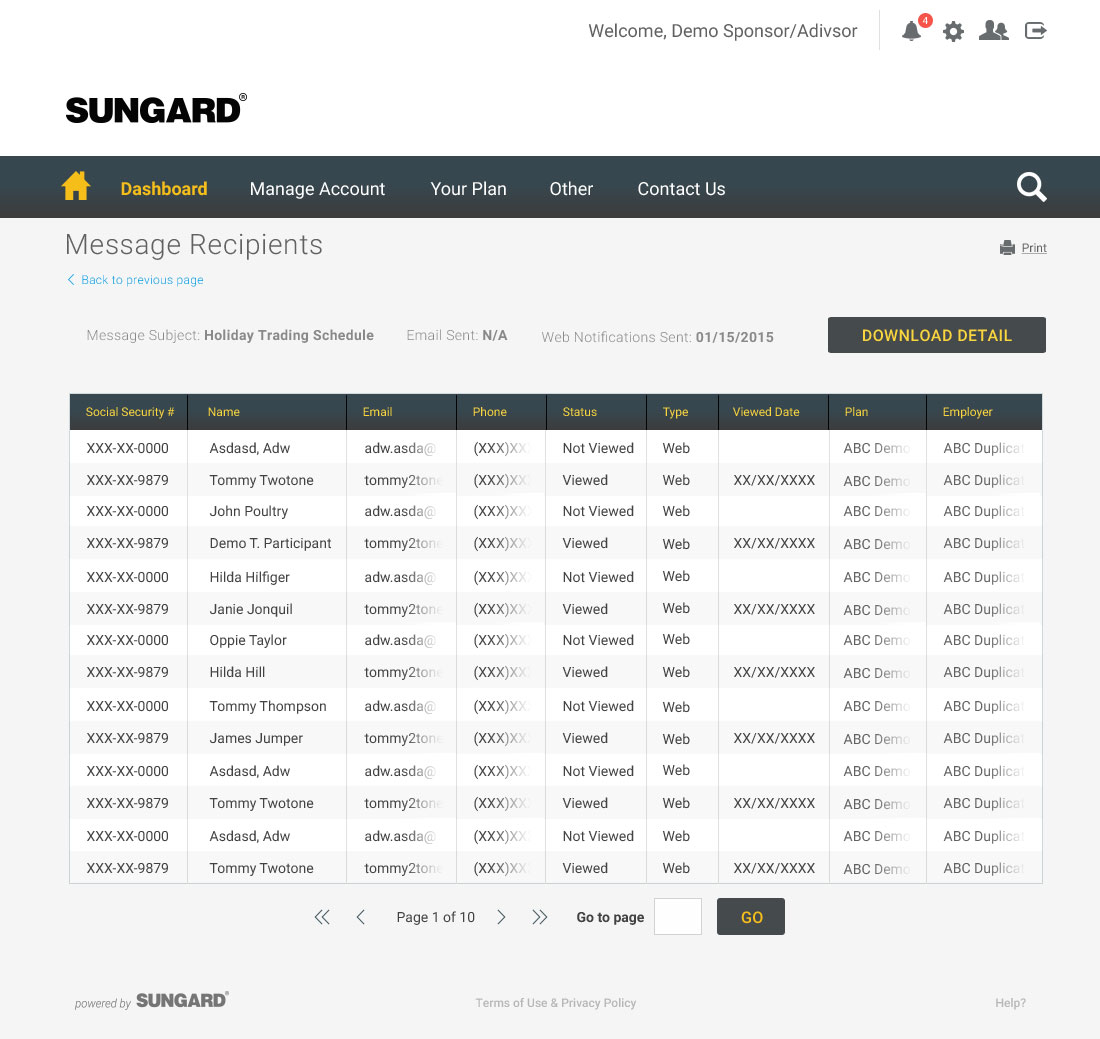 Welcome, Demo Sponsor/Adivsor 4
SUNGARD®
Dashboard Manage Account Your Plan Other Contact Us
Message Recipients
Print
Back to previous page
Message Subject: Holiday Trading Schedule Email Sent: N/A Web Notifications Sent: 01/15/2015 DOWNLOAD DETAIL
Social Security # Name Email Phone Status Type Viewed Date Plan Employer
XXX-XX-0000 Asdasd, Adw adw.asda@ (XXX)XX Not Viewed Web ABC Demo ABC Duplicat
XXX-XX-9879 Tommy Twotone tommy2tone (XXX)XX Viewed Web XX/XX/XXXX ABC Demo ABC Duplicat
XXX-XX-0000 John Poultry adw.asda@ (XXX)XX Not Viewed Web ABC Demo ABC Duplicat
XXX-XX-9879 Demo T. Participant tommy2tone (XXX)XX Viewed Web XX/XX/XXXX ABC Demo ABC Duplicat
XXX-XX-0000 Hilda Hilfiger adw.asda@ (XXX)XX Not Viewed Web ABC Demo ABC Duplicat
XXX-XX-9879 Janie Jonquil tommy2tone (XXX)XX Viewed Web XX/XX/XXXX ABC Demo ABC Duplicat
XXX-XX-0000 Oppie Taylor adw.asda@ (XXX)XX Not Viewed Web ABC Demo ABC Duplicat
XXX-XX-9879 Hilda Hill tommy2tone (XXX)XX Viewed Web XX/XX/XXXX ABC Demo ABC Duplicat
XXX-XX-0000 Tommy Thompson adw.asda@ (XXX)XX Not Viewed Web ABC Demo ABC Duplicat
XXX-XX-9879 James Jumper tommy2tone (XXX)XX Viewed Web XX/XX/XXXX ABC Demo ABC Duplicat
XXX-XX-0000 Asdasd, Adw adw.asda@ (XXX)XX Not Viewed Web ABC Demo ABC Duplicat
XXX-XX-9879 Tommy Twotone tommy2tone (XXX)XX Viewed Web XX/XX/XXXX ABC Demo ABC Duplicat
XXX-XX-0000 Asdasd, Adw adw.asda@ (XXX)XX Not Viewed Web ABC Demo ABC Duplicat
XXX-XX-9879 Tommy Twotone tommy2tone (XXX)XX Viewed Web XX/XX/XXXX ABC Demo ABC Duplicat
Page 1 of 10 Go to page GO
powered by SUNGARD® Terms of Use & Privacy Policy Help?